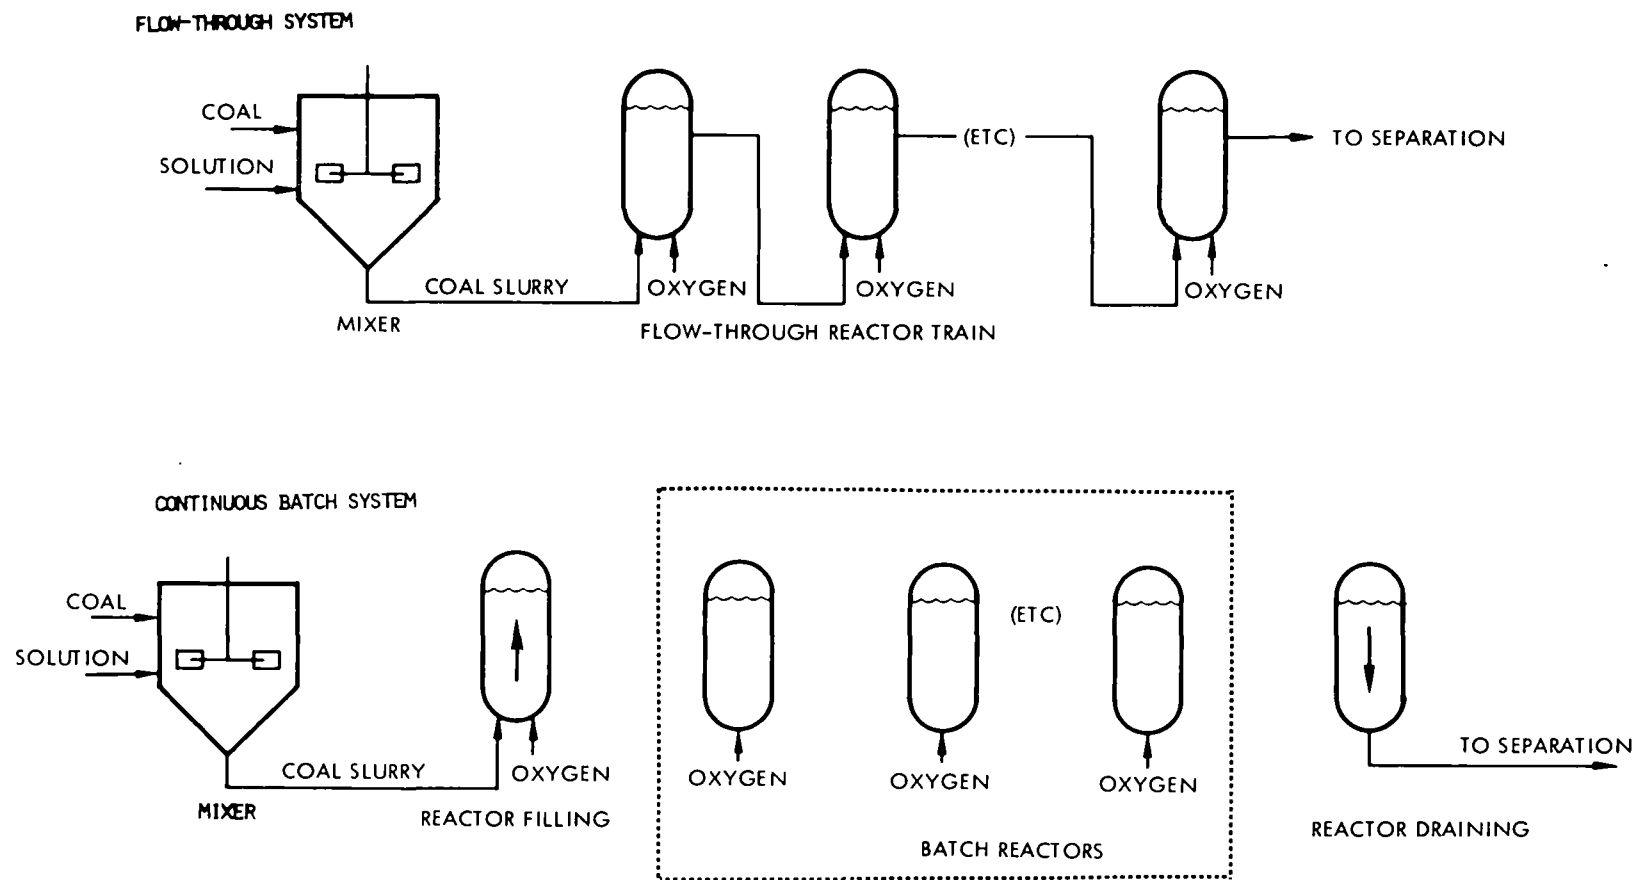 FLOW-THROUGH SYSTEM
COAL
SOLUTION
(ETC)
TO SEPARATION
COAL SLURRY
OXYGEN
OXYGEN
OXYGEN
MIXER
FLOW-THROUGH REACTOR TRAIN
CONTINUOUS BATCH SYSTEM
COAL
SOLUTION
(ETC)
COAL SLURRY
OXYGEN
OXYGEN
OXYGEN
OXYGEN
TO SEPARATION
MIXER
REACTOR FILLING
BATCH REACTORS
REACTOR DRAINING